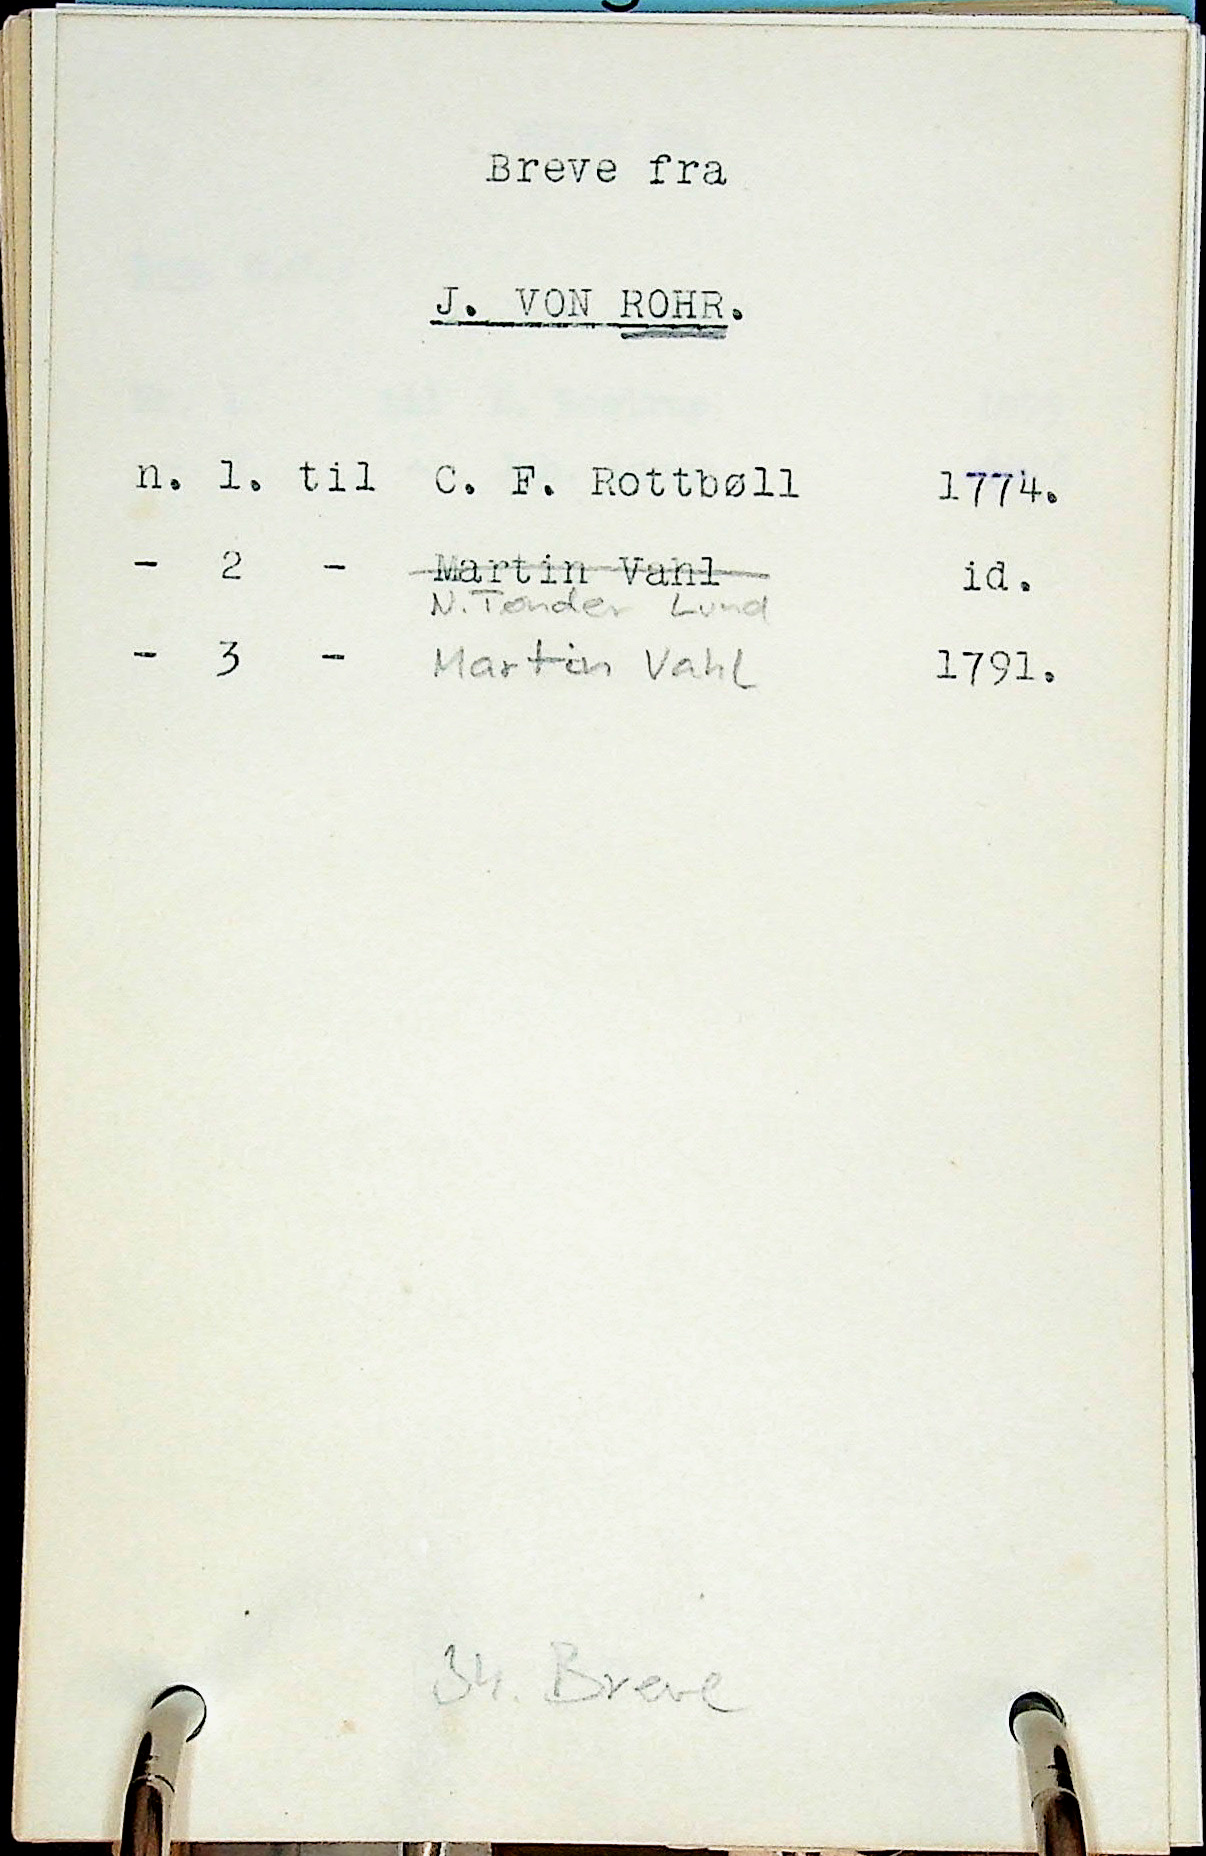 Breve fra
J. VON ROHR.
n. 1. til C. F. Rottbøll 1774.
- 2 - Martin Vahl id.
N. Tønder Lund
- 3 - Martin Vahl 1791.
Breve